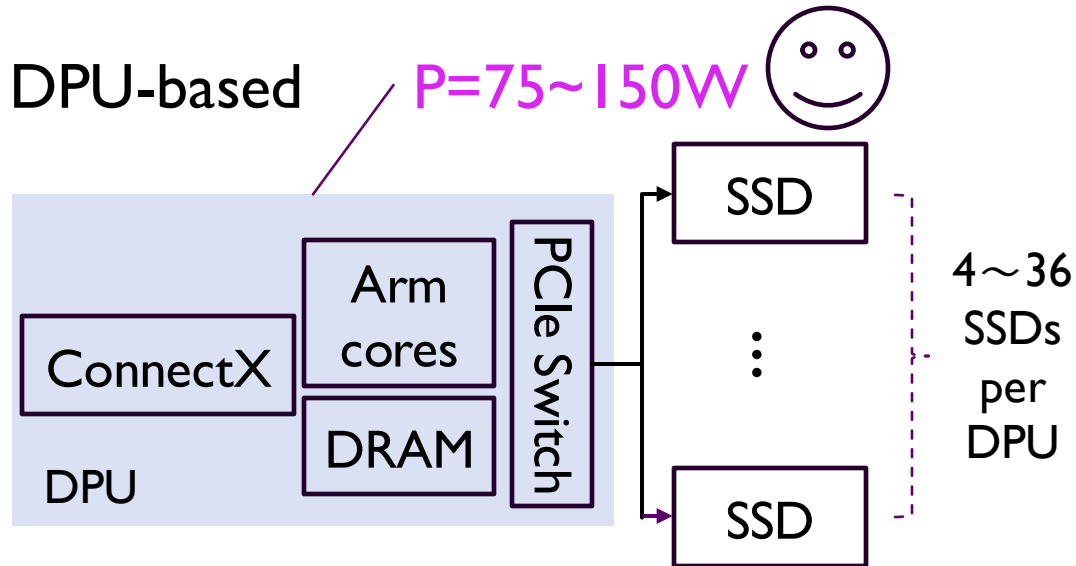 DPU-based
P=75~150W
SSD
Arm
cores
PCIe Switch
ConnectX
DRAM
DPU
⋮
SSD
4～36
SSDs
per
DPU